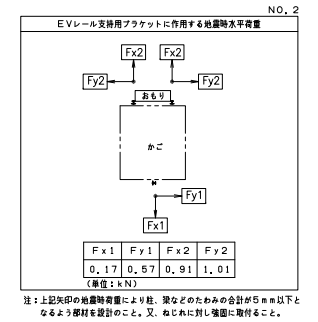 NO. 2
EVレール支持用ブラケットに作用する地震時水平荷重
Fx2 Fx2
Fy2 Fy2
おもり
かご
Fy1
Fx1
Fx1 Fy1 Fx2 Fy2
0.17 0.57 0.91 1.01
(単位:kN)
注:上記矢印の地震時荷重により柱、梁などのたわみの合計が5mm以下と
なるよう部材を設計のこと。又、ねじれに対し強固に取付ること。